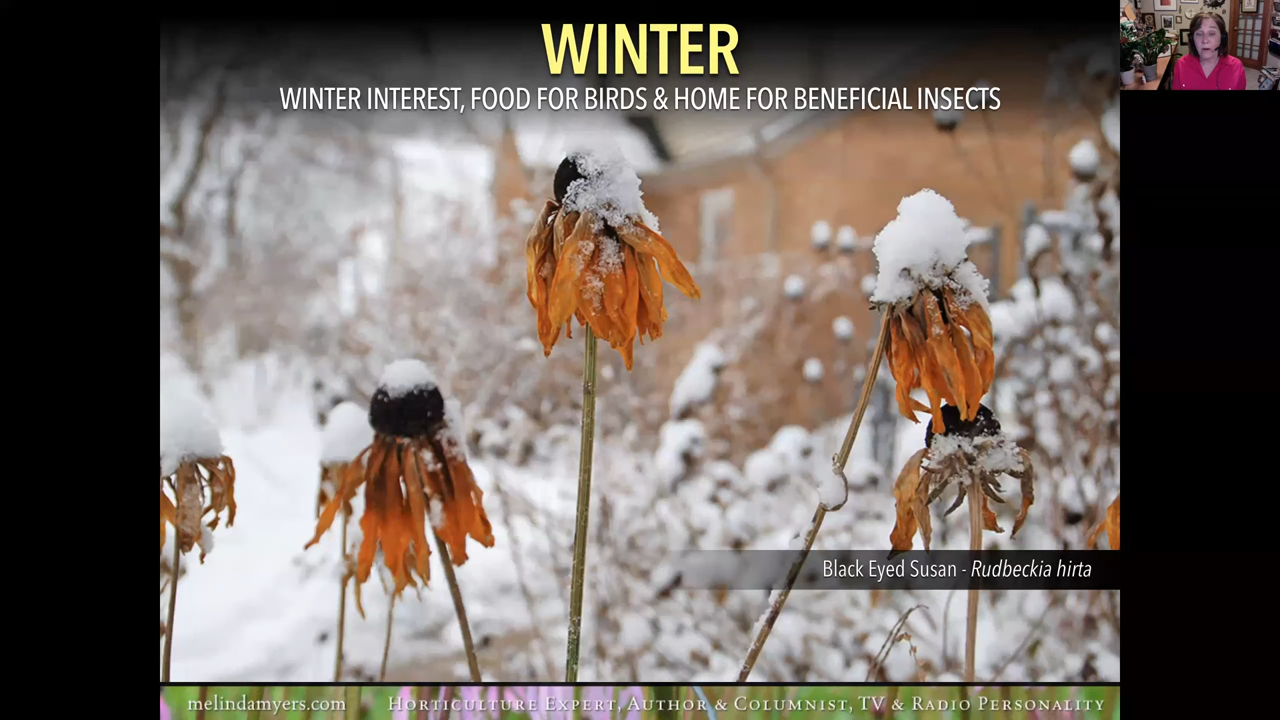 WINTER
WINTER INTEREST, FOOD FOR BIRDS & HOME FOR BENEFICIAL INSECTS
Black Eyed Susan - Rudbeckia hirta
melindamyers.com Horticulture Expert, Author & Columnist, TV & Radio Personality